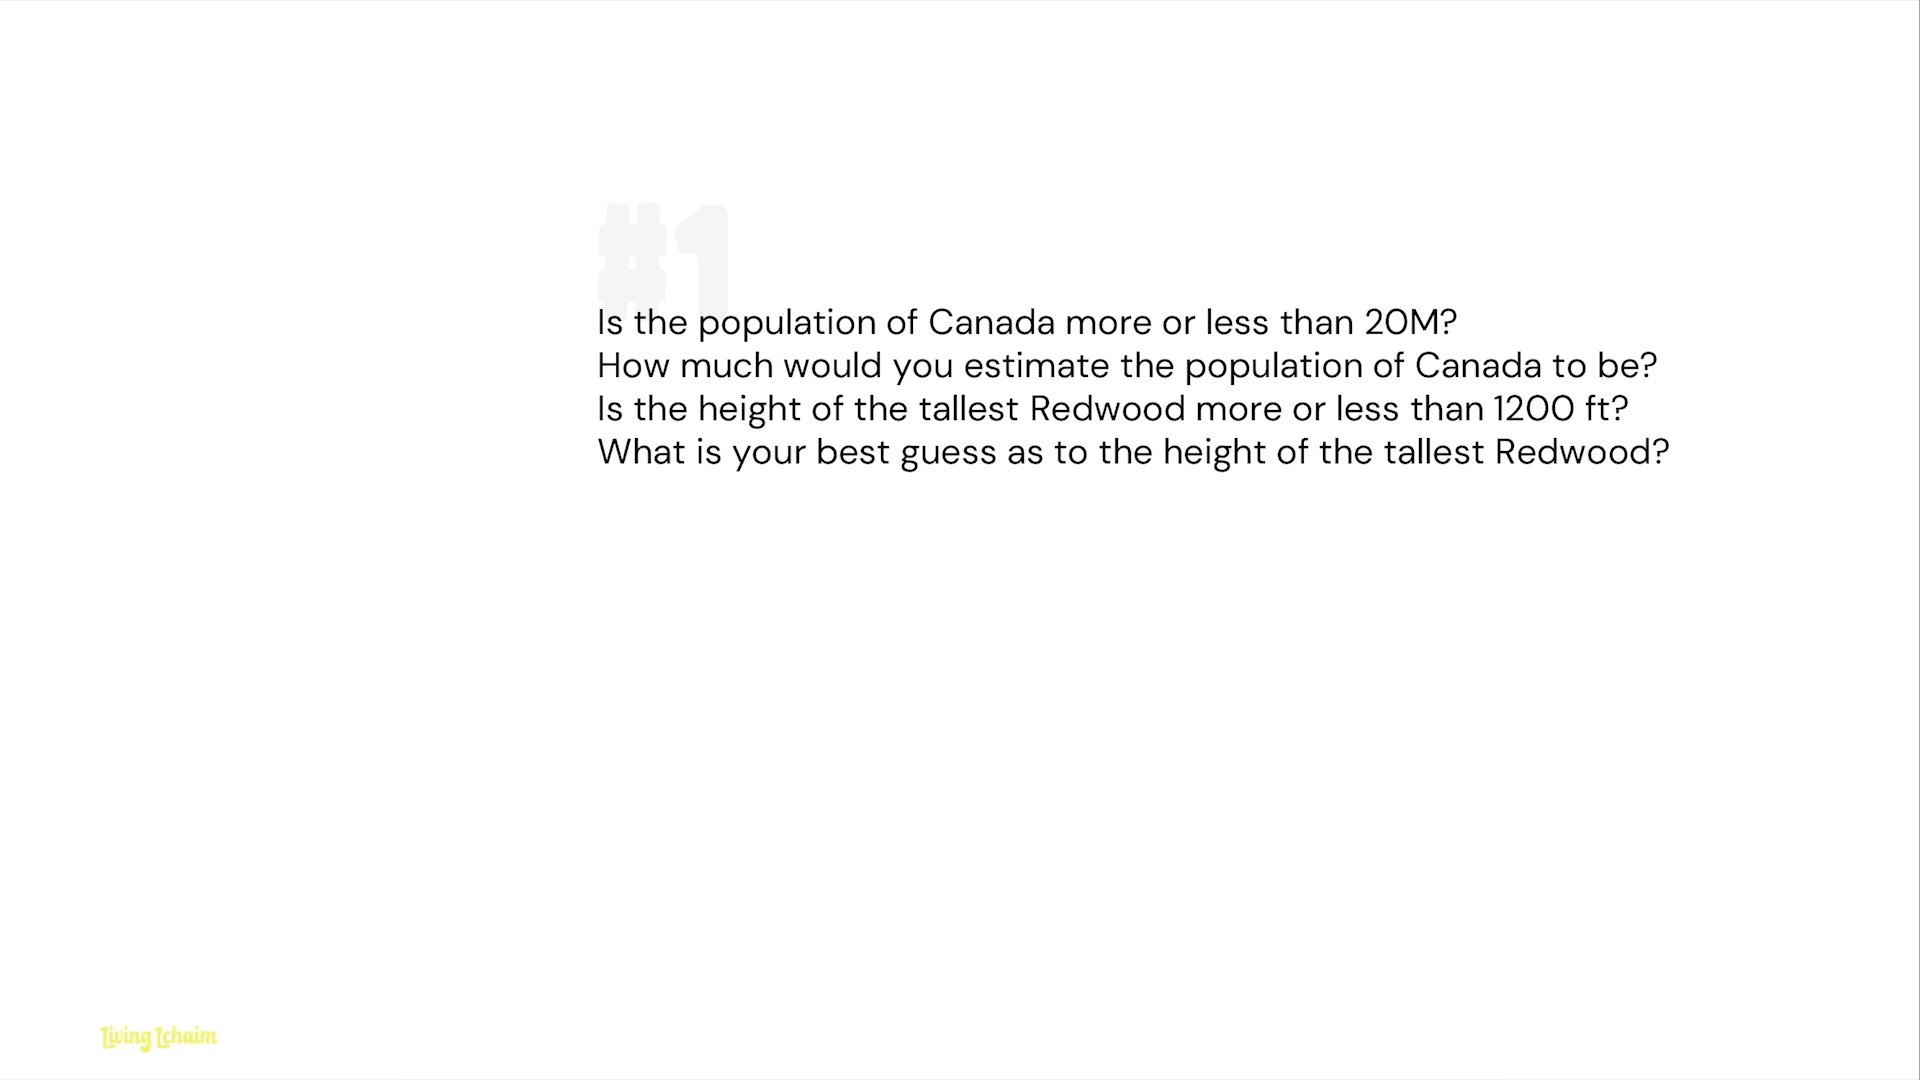 #1
Is the population of Canada more or less than 20M?
How much would you estimate the population of Canada to be?
Is the height of the tallest Redwood more or less than 1200 ft?
What is your best guess as to the height of the tallest Redwood?
Living Lchaim